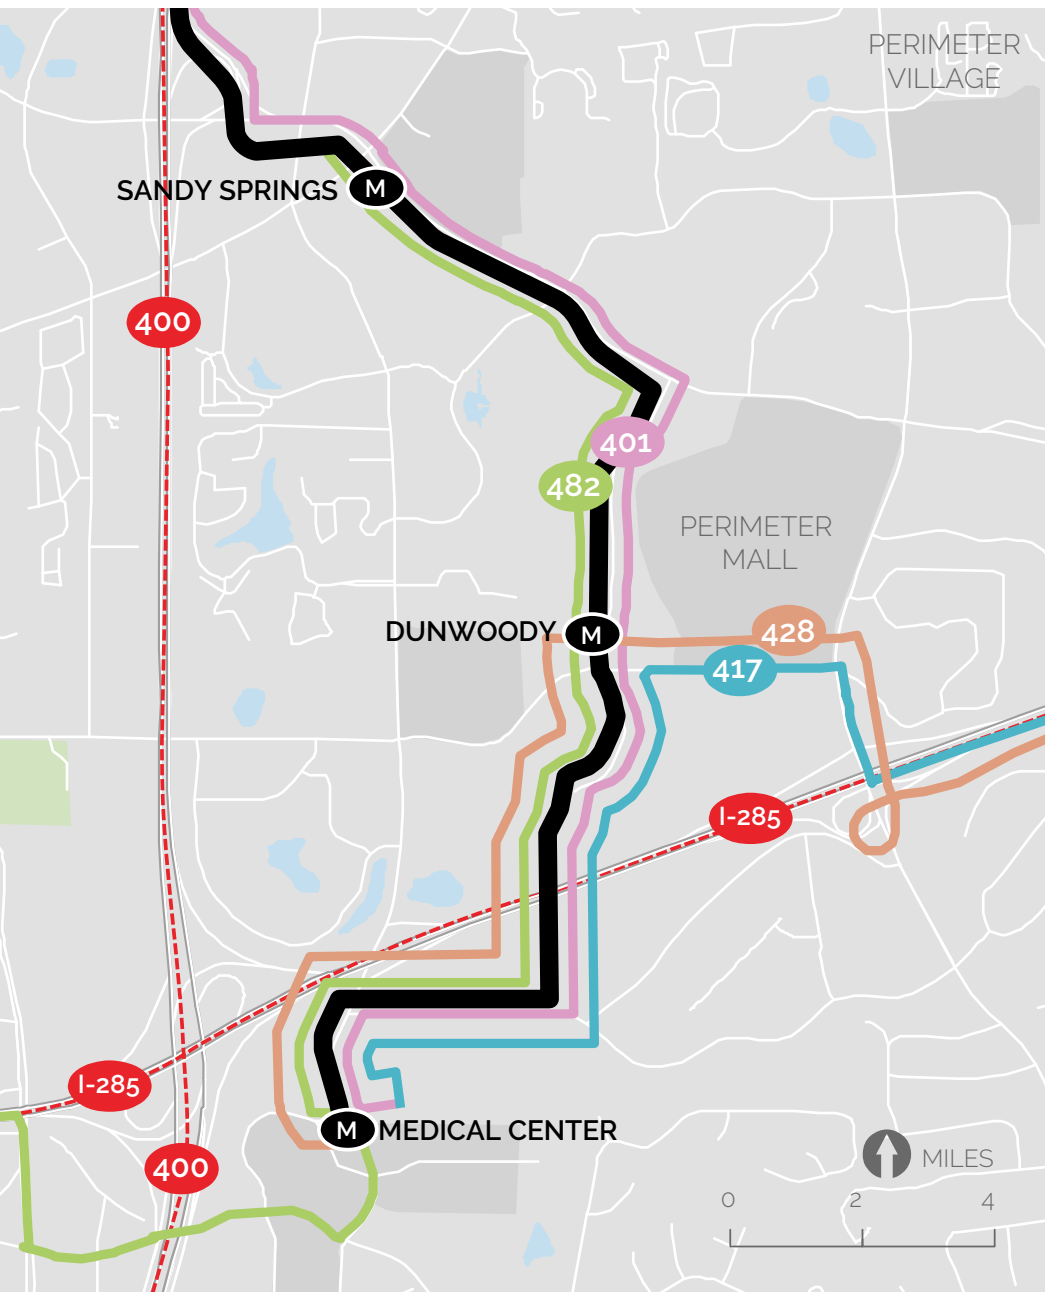 PERIMETER
VILLAGE
SANDY SPRINGS
M
400
401
482
PERIMETER
MALL
DUNWOODY
M
428
417
I-285
I-285
M
MEDICAL CENTER
400
MILES
0 2 4